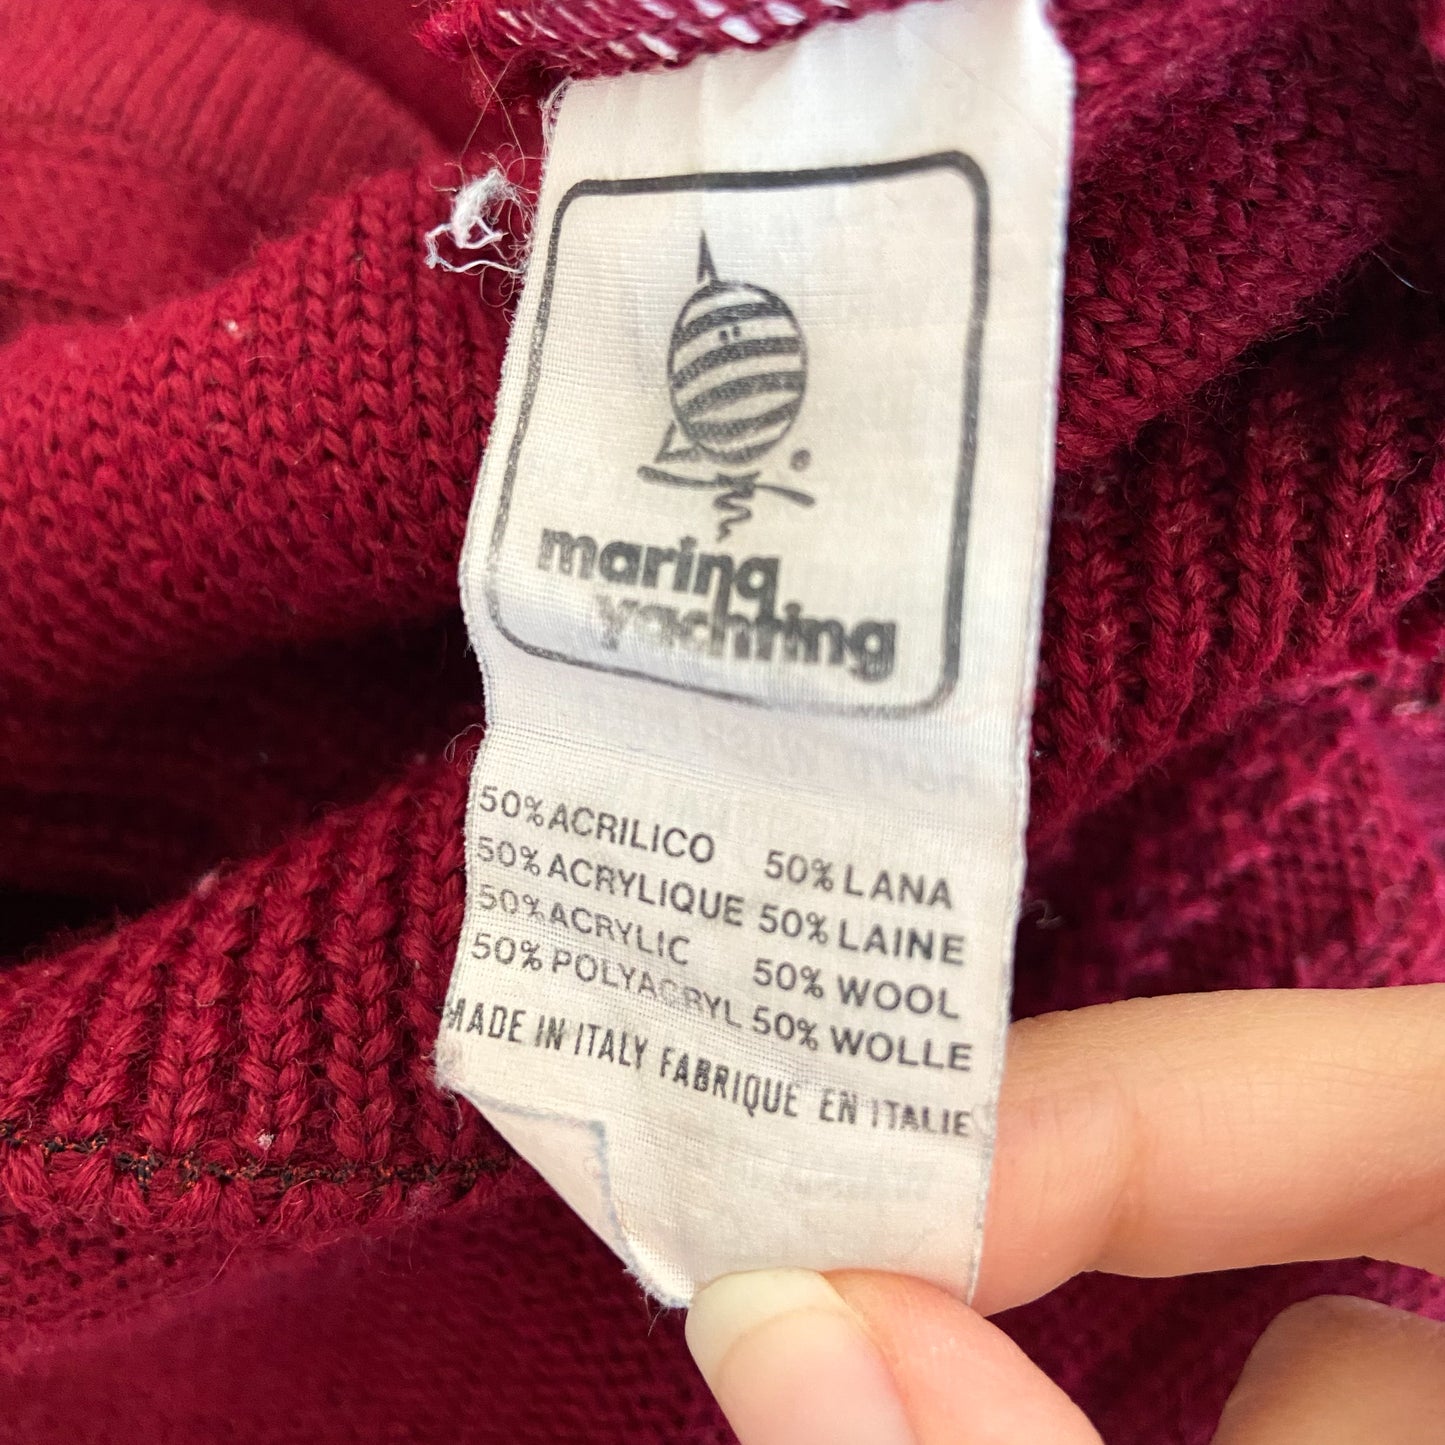 marina
yachting
50% ACRILICO 50% LANA
50% ACRYLIQUE 50% LAINE
50% ACRYLIC 50% WOOL
50% POLYACRYL 50% WOLLE
MADE IN ITALY FABRIQUE EN ITALIE